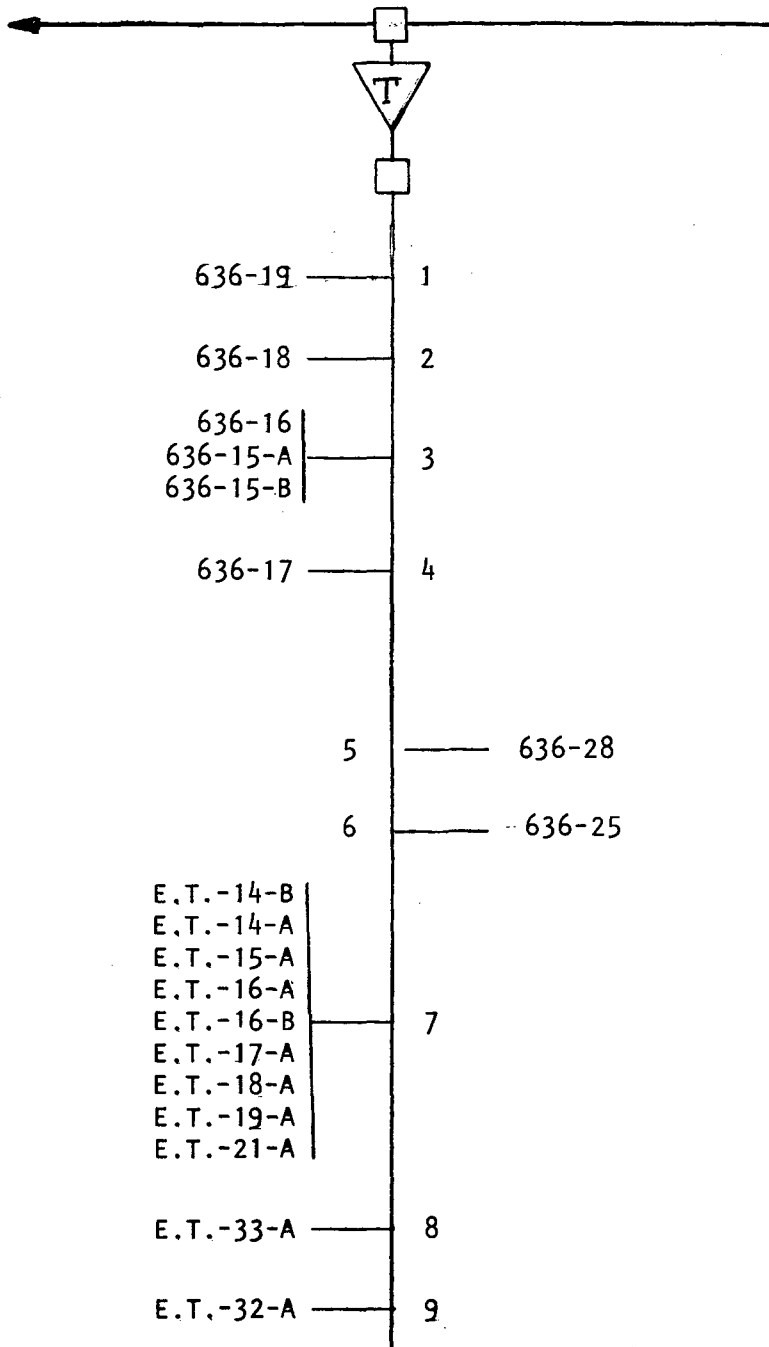 T
636-19 1
636-18 2
636-16
636-15-A 3
636-15-B
636-17 4
5 636-28
6 636-25
E.T.-14-B
E.T.-14-A
E.T.-15-A
E.T.-16-A
E.T.-16-B 7
E.T.-17-A
E.T.-18-A
E.T.-19-A
E.T.-21-A
E.T.-33-A 8
E.T.-32-A 9